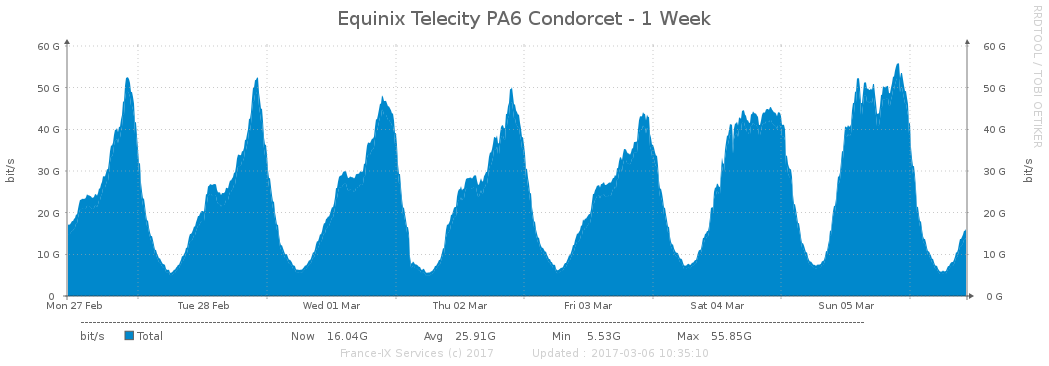 Equinix Telecity PA6 Condorcet - 1 Week
RRDTOOL / TOBI OETIKER
bit/s
60 G
50 G
40 G
30 G
20 G
10 G
0
60 G
50 G
40 G
30 G
20 G
10 G
0 G
bit/s
Mon 27 Feb Tue 28 Feb Wed 01 Mar Thu 02 Mar Fri 03 Mar Sat 04 Mar Sun 05 Mar
bit/s Total Now 16.04G Avg 25.91G Min 5.53G Max 55.85G
France-IX Services (c) 2017 Updated : 2017-03-06 10:35:10